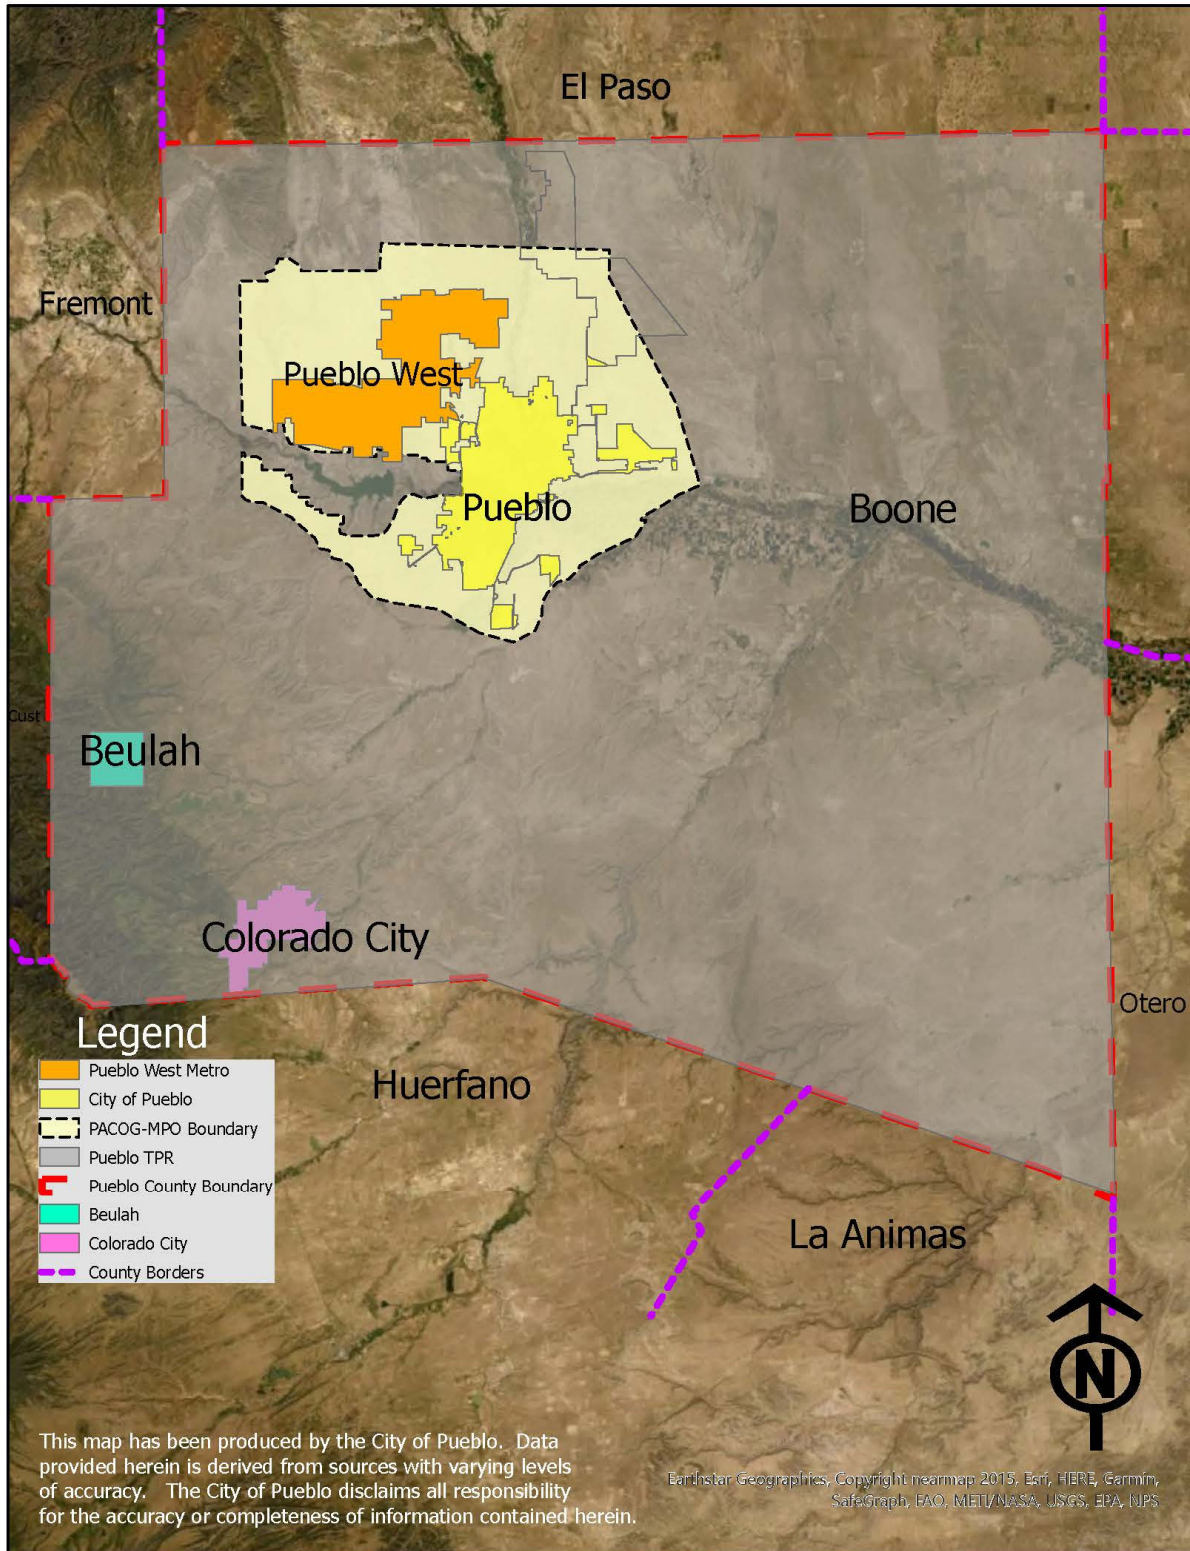 El Paso
Fremont
Pueblo West
Pueblo
Boone
Cust
Beulah
Colorado City
Otero
Legend
Pueblo West Metro
City of Pueblo
PACOG-MPO Boundary
Pueblo TPR
Pueblo County Boundary
Beulah
Colorado City
County Borders
Huerfano
La Animas
N
This map has been produced by the City of Pueblo. Data
provided herein is derived from sources with varying levels
of accuracy. The City of Pueblo disclaims all responsibility
for the accuracy or completeness of information contained herein.
Earthstar Geographics, Copyright nearmap 2015, Esri, HERE, Garmin,
SafeGraph, FAO, METI/NASA, USGS, EPA, NPS